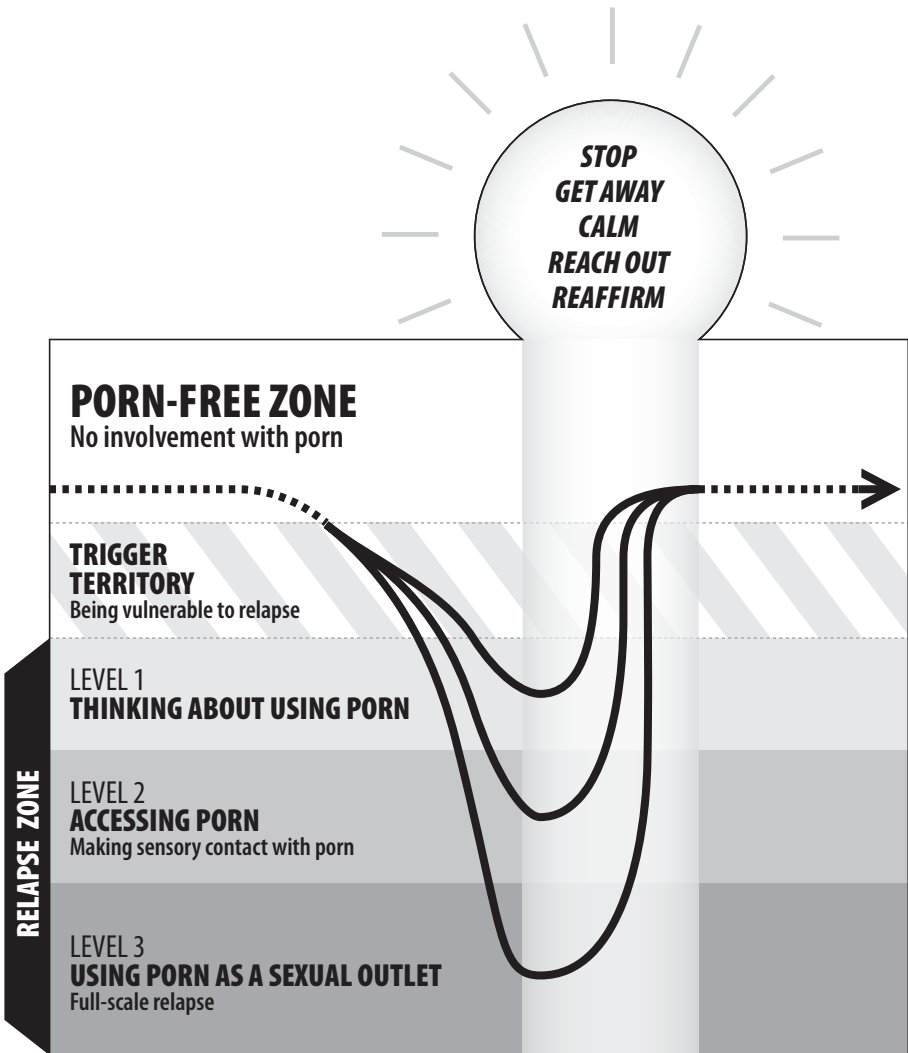 STOP
GET AWAY
CALM
REACH OUT
REAFFIRM
PORN-FREE ZONE
No involvement with porn
TRIGGER
TERRITORY
Being vulnerable to relapse
LEVEL 1
THINKING ABOUT USING PORN
LEVEL 2
ACCESSING PORN
Making sensory contact with porn
LEVEL 3
USING PORN AS A SEXUAL OUTLET
Full-scale relapse
RELAPSE ZONE